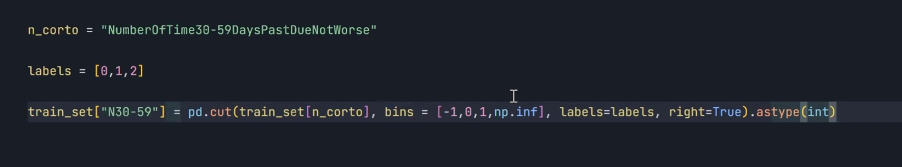 n_corto = "NumberOfTime30-59DaysPastDueNotWorse"
labels = [0,1,2]
train_set["N30-59"] = pd.cut(train_set[n_corto], bins = [-1,0,1,np.inf], labels=labels, right=True).astype(int)